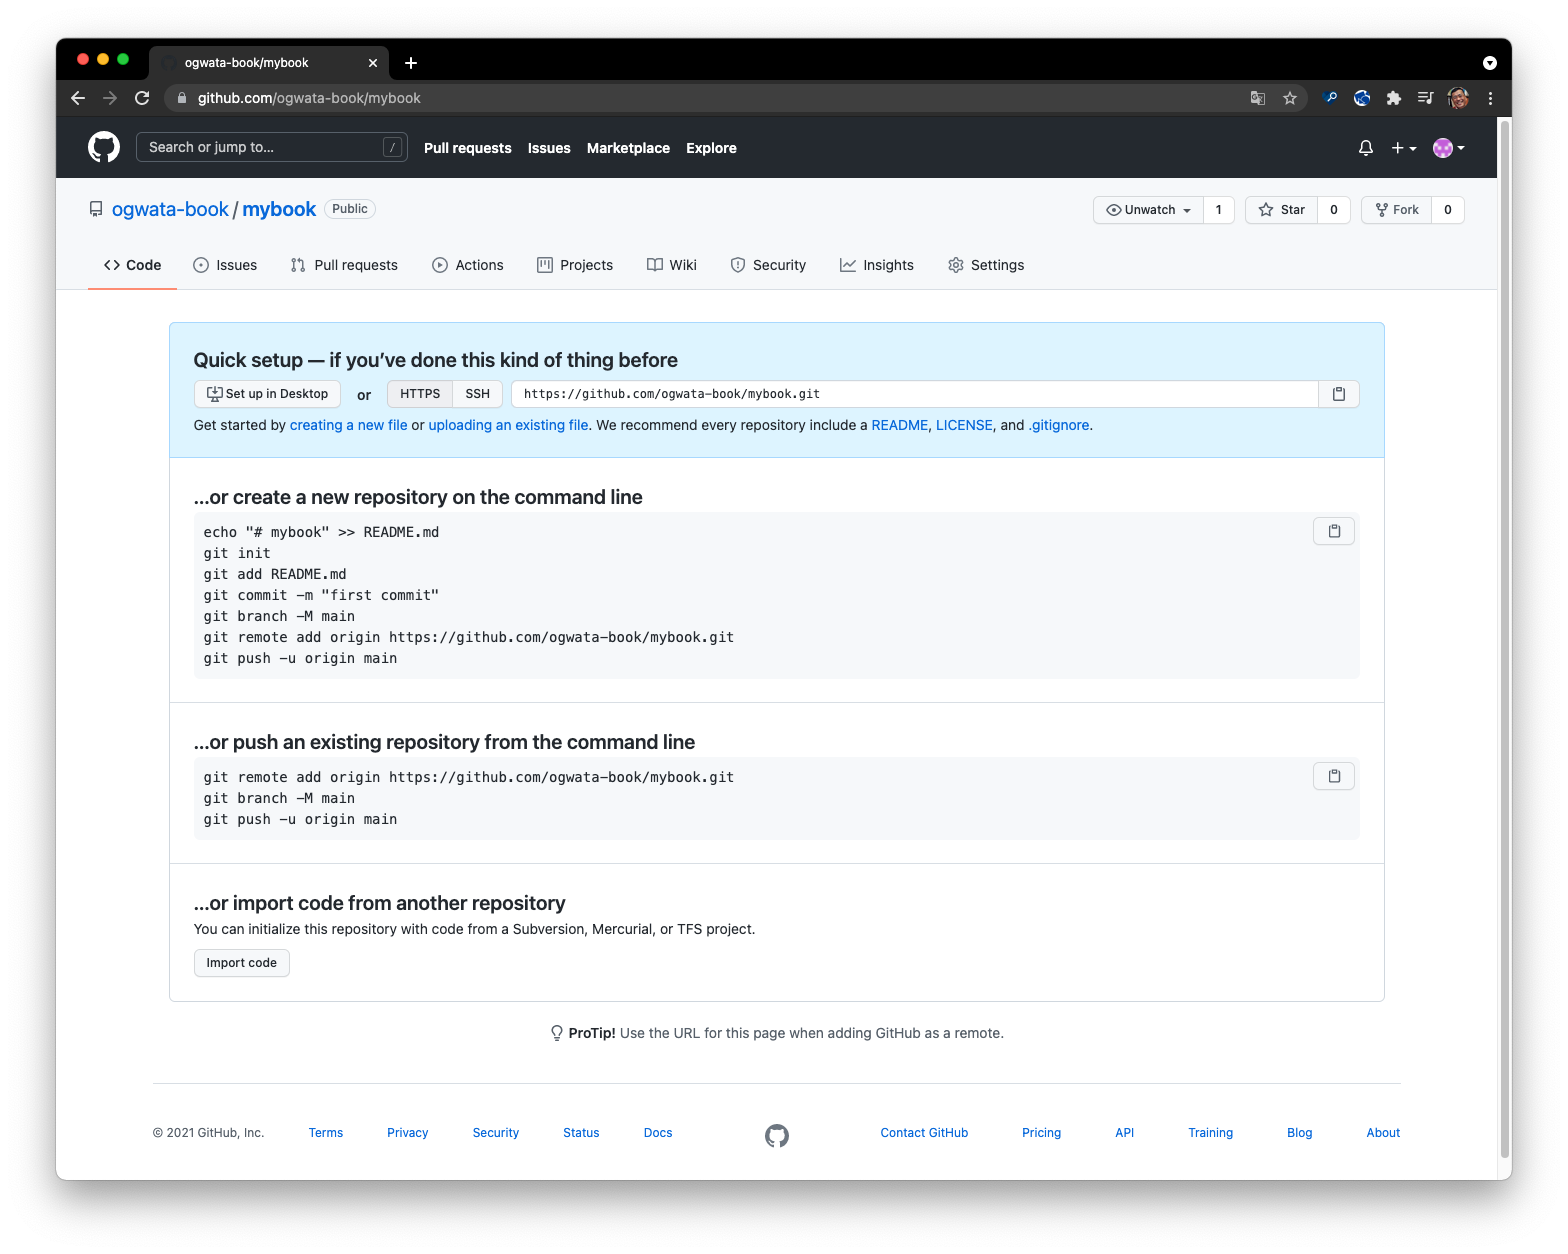 ogwata-book/mybook
github.com/ogwata-book/mybook
Search or jump to... /
Pull requests Issues Marketplace Explore
ogwata-book / mybook Public
Unwatch 1 Star 0 Fork 0
Code Issues Pull requests Actions Projects Wiki Security Insights Settings
Quick setup — if you’ve done this kind of thing before
Set up in Desktop or HTTPS SSH https://github.com/ogwata-book/mybook.git
Get started by creating a new file or uploading an existing file. We recommend every repository include a README, LICENSE, and .gitignore.
…or create a new repository on the command line
echo "# mybook" >> README.md
git init
git add README.md
git commit -m "first commit"
git branch -M main
git remote add origin https://github.com/ogwata-book/mybook.git
git push -u origin main
…or push an existing repository from the command line
git remote add origin https://github.com/ogwata-book/mybook.git
git branch -M main
git push -u origin main
…or import code from another repository
You can initialize this repository with code from a Subversion, Mercurial, or TFS project.
Import code
ProTip! Use the URL for this page when adding GitHub as a remote.
© 2021 GitHub, Inc. Terms Privacy Security Status Docs Contact GitHub Pricing API Training Blog About